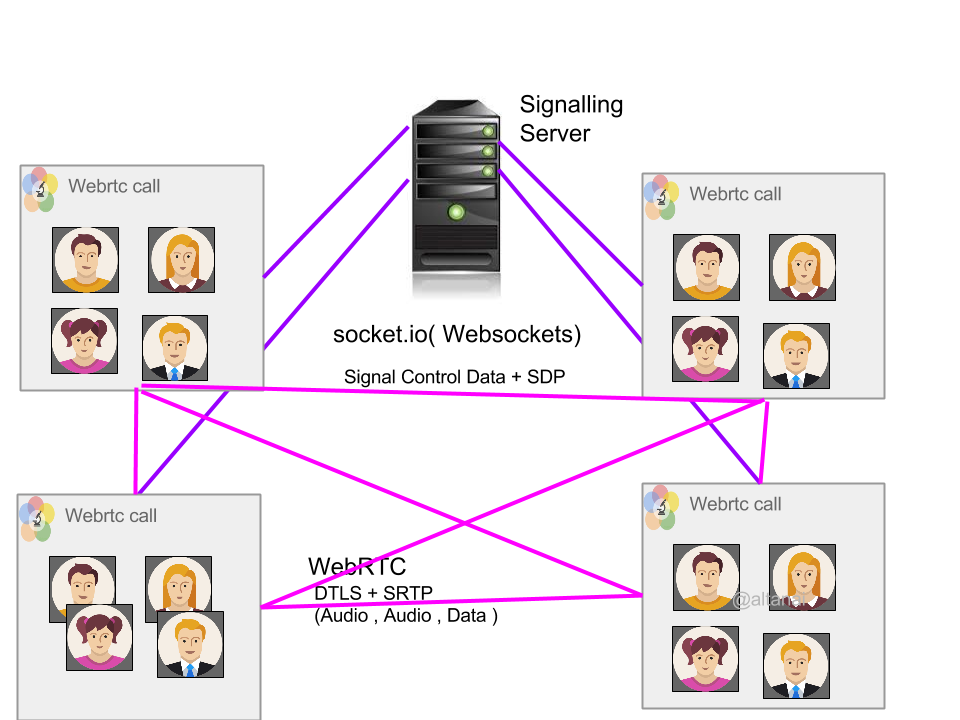 Signalling
Server
Webrtc call
Webrtc call
socket.io( Websockets)
Signal Control Data + SDP
Webrtc call
Webrtc call
WebRTC
DTLS + SRTP
(Audio , Audio , Data )